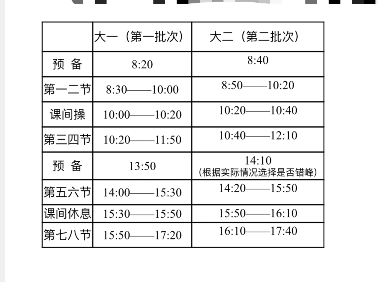 大一（第一批次） 大二（第二批次）
预 备 8:20 8:40
第一二节 8:30——10:00 8:50——10:20
课间操 10:00——10:20 10:20——10:40
第三四节 10:20——11:50 10:40——12:10
预 备 13:50 14:10
（根据实际情况选择是否错峰）
第五六节 14:00——15:30 14:20——15:50
课间休息 15:30——15:50 15:50——16:10
第七八节 15:50——17:20 16:10——17:40